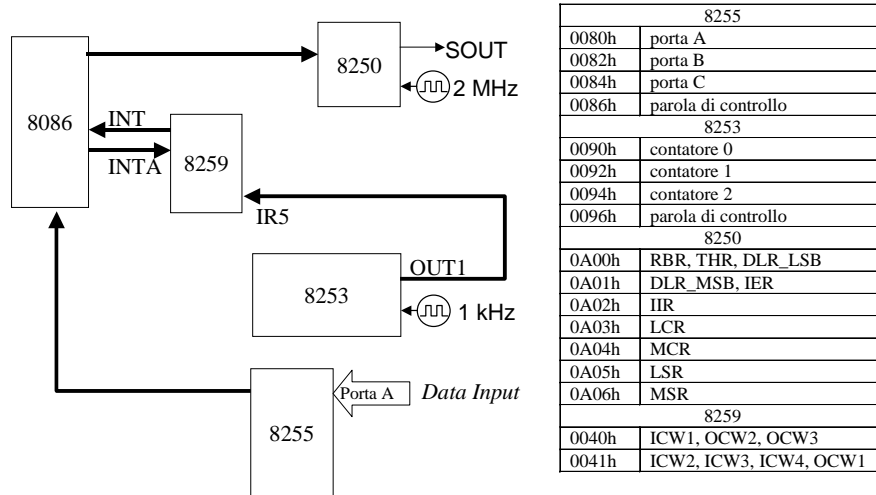 8086
8250
SOUT
2 MHz
INT
INTA
8259
IR5
OUT1
8253
1 kHz
8255
Porta A
Data Input
8255
0080h porta A
0082h porta B
0084h porta C
0086h parola di controllo
8253
0090h contatore 0
0092h contatore 1
0094h contatore 2
0096h parola di controllo
8250
0A00h RBR, THR, DLR_LSB
0A01h DLR_MSB, IER
0A02h IIR
0A03h LCR
0A04h MCR
0A05h LSR
0A06h MSR
8259
0040h ICW1, OCW2, OCW3
0041h ICW2, ICW3, ICW4, OCW1